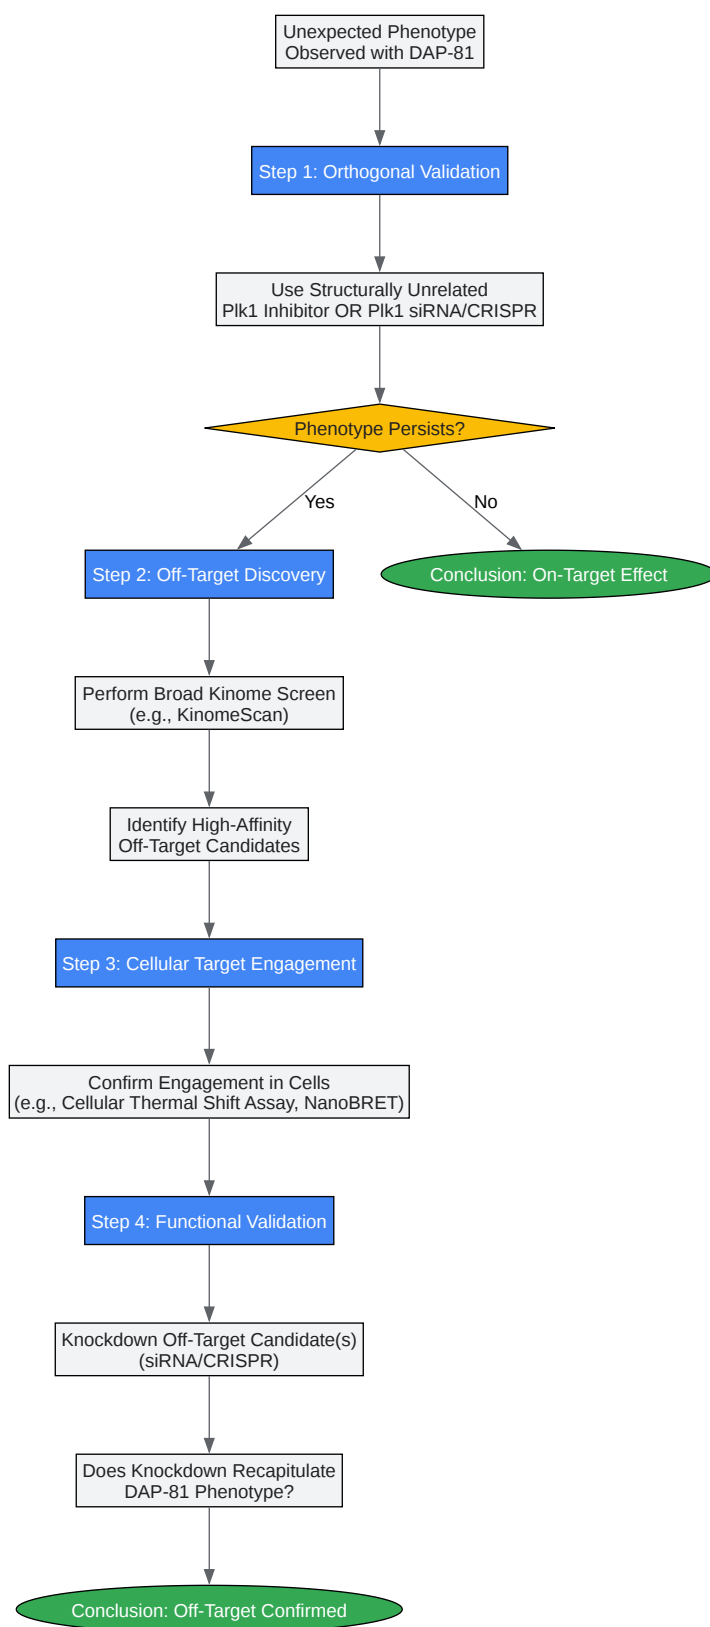 Unexpected Phenotype
Observed with DAP-81
Step 1: Orthogonal Validation
Use Structurally Unrelated
Plk1 Inhibitor OR Plk1 siRNA/CRISPR
Phenotype Persists?
Yes
No
Step 2: Off-Target Discovery
Conclusion: On-Target Effect
Perform Broad Kinome Screen
(e.g., KinomeScan)
Identify High-Affinity
Off-Target Candidates
Step 3: Cellular Target Engagement
Confirm Engagement in Cells
(e.g., Cellular Thermal Shift Assay, NanoBRET)
Step 4: Functional Validation
Knockdown Off-Target Candidate(s)
(siRNA/CRISPR)
Does Knockdown Recapitulate
DAP-81 Phenotype?
Conclusion: Off-Target Confirmed